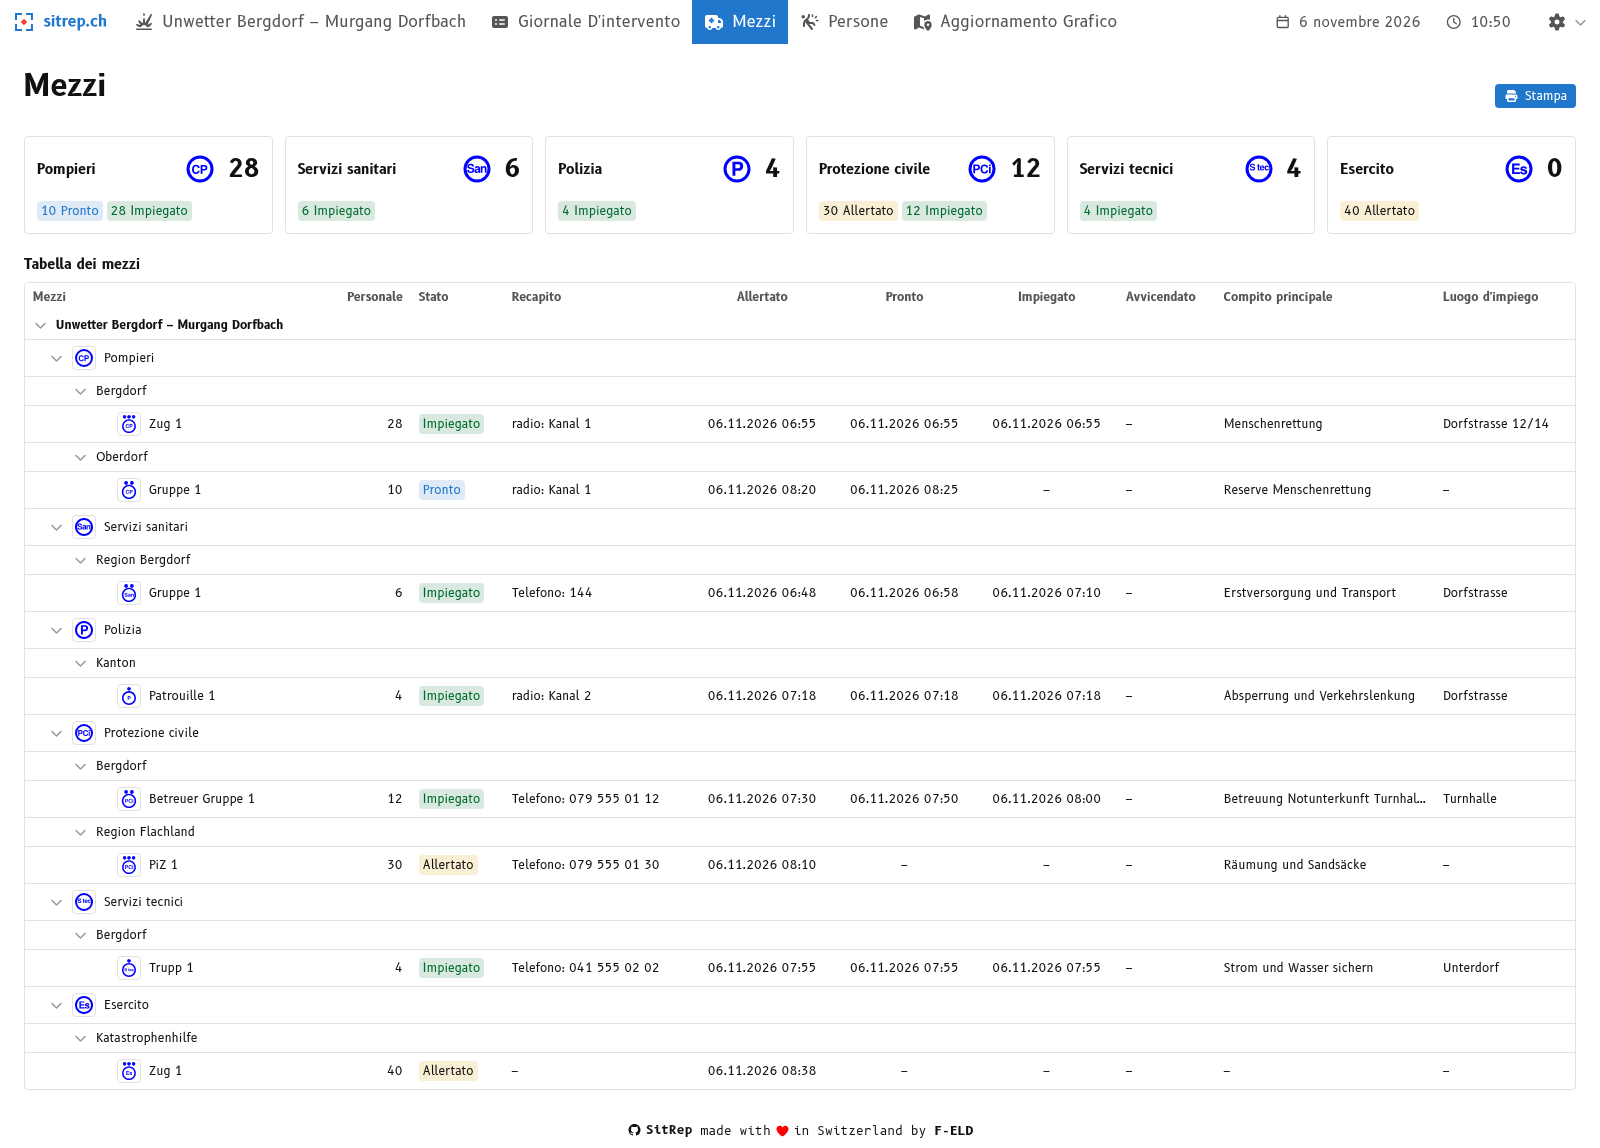 sitrep.ch Unwetter Bergdorf – Murgang Dorfbach Giornale D'intervento Mezzi Persone Aggiornamento Grafico 6 novembre 2026 10:50
Mezzi
Stampa
Pompieri CP 28
10 Pronto 28 Impiegato
Servizi sanitari San 6
6 Impiegato
Polizia P 4
4 Impiegato
Protezione civile PCi 12
30 Allertato 12 Impiegato
Servizi tecnici S tec 4
4 Impiegato
Esercito Es 0
40 Allertato
Tabella dei mezzi
Mezzi Personale Stato Recapito Allertato Pronto Impiegato Avvicendato Compito principale Luogo d'impiego
Unwetter Bergdorf – Murgang Dorfbach
CP Pompieri
Bergdorf
CP Zug 1 28 Impiegato radio: Kanal 1 06.11.2026 06:55 06.11.2026 06:55 06.11.2026 06:55 – Menschenrettung Dorfstrasse 12/14
Oberdorf
CP Gruppe 1 10 Pronto radio: Kanal 1 06.11.2026 08:20 06.11.2026 08:25 – – Reserve Menschenrettung –
San Servizi sanitari
Region Bergdorf
San Gruppe 1 6 Impiegato Telefono: 144 06.11.2026 06:48 06.11.2026 06:58 06.11.2026 07:10 – Erstversorgung und Transport Dorfstrasse
P Polizia
Kanton
P Patrouille 1 4 Impiegato radio: Kanal 2 06.11.2026 07:18 06.11.2026 07:18 06.11.2026 07:18 – Absperrung und Verkehrslenkung Dorfstrasse
PCi Protezione civile
Bergdorf
PCi Betreuer Gruppe 1 12 Impiegato Telefono: 079 555 01 12 06.11.2026 07:30 06.11.2026 07:50 06.11.2026 08:00 – Betreuung Notunterkunft Turnhal... Turnhalle
Region Flachland
PCi PiZ 1 30 Allertato Telefono: 079 555 01 30 06.11.2026 08:10 – – – Räumung und Sandsäcke –
S tec Servizi tecnici
Bergdorf
S tec Trupp 1 4 Impiegato Telefono: 041 555 02 02 06.11.2026 07:55 06.11.2026 07:55 06.11.2026 07:55 – Strom und Wasser sichern Unterdorf
Es Esercito
Katastrophenhilfe
Es Zug 1 40 Allertato – 06.11.2026 08:38 – – – – –
SitRep made with in Switzerland by F-ELD